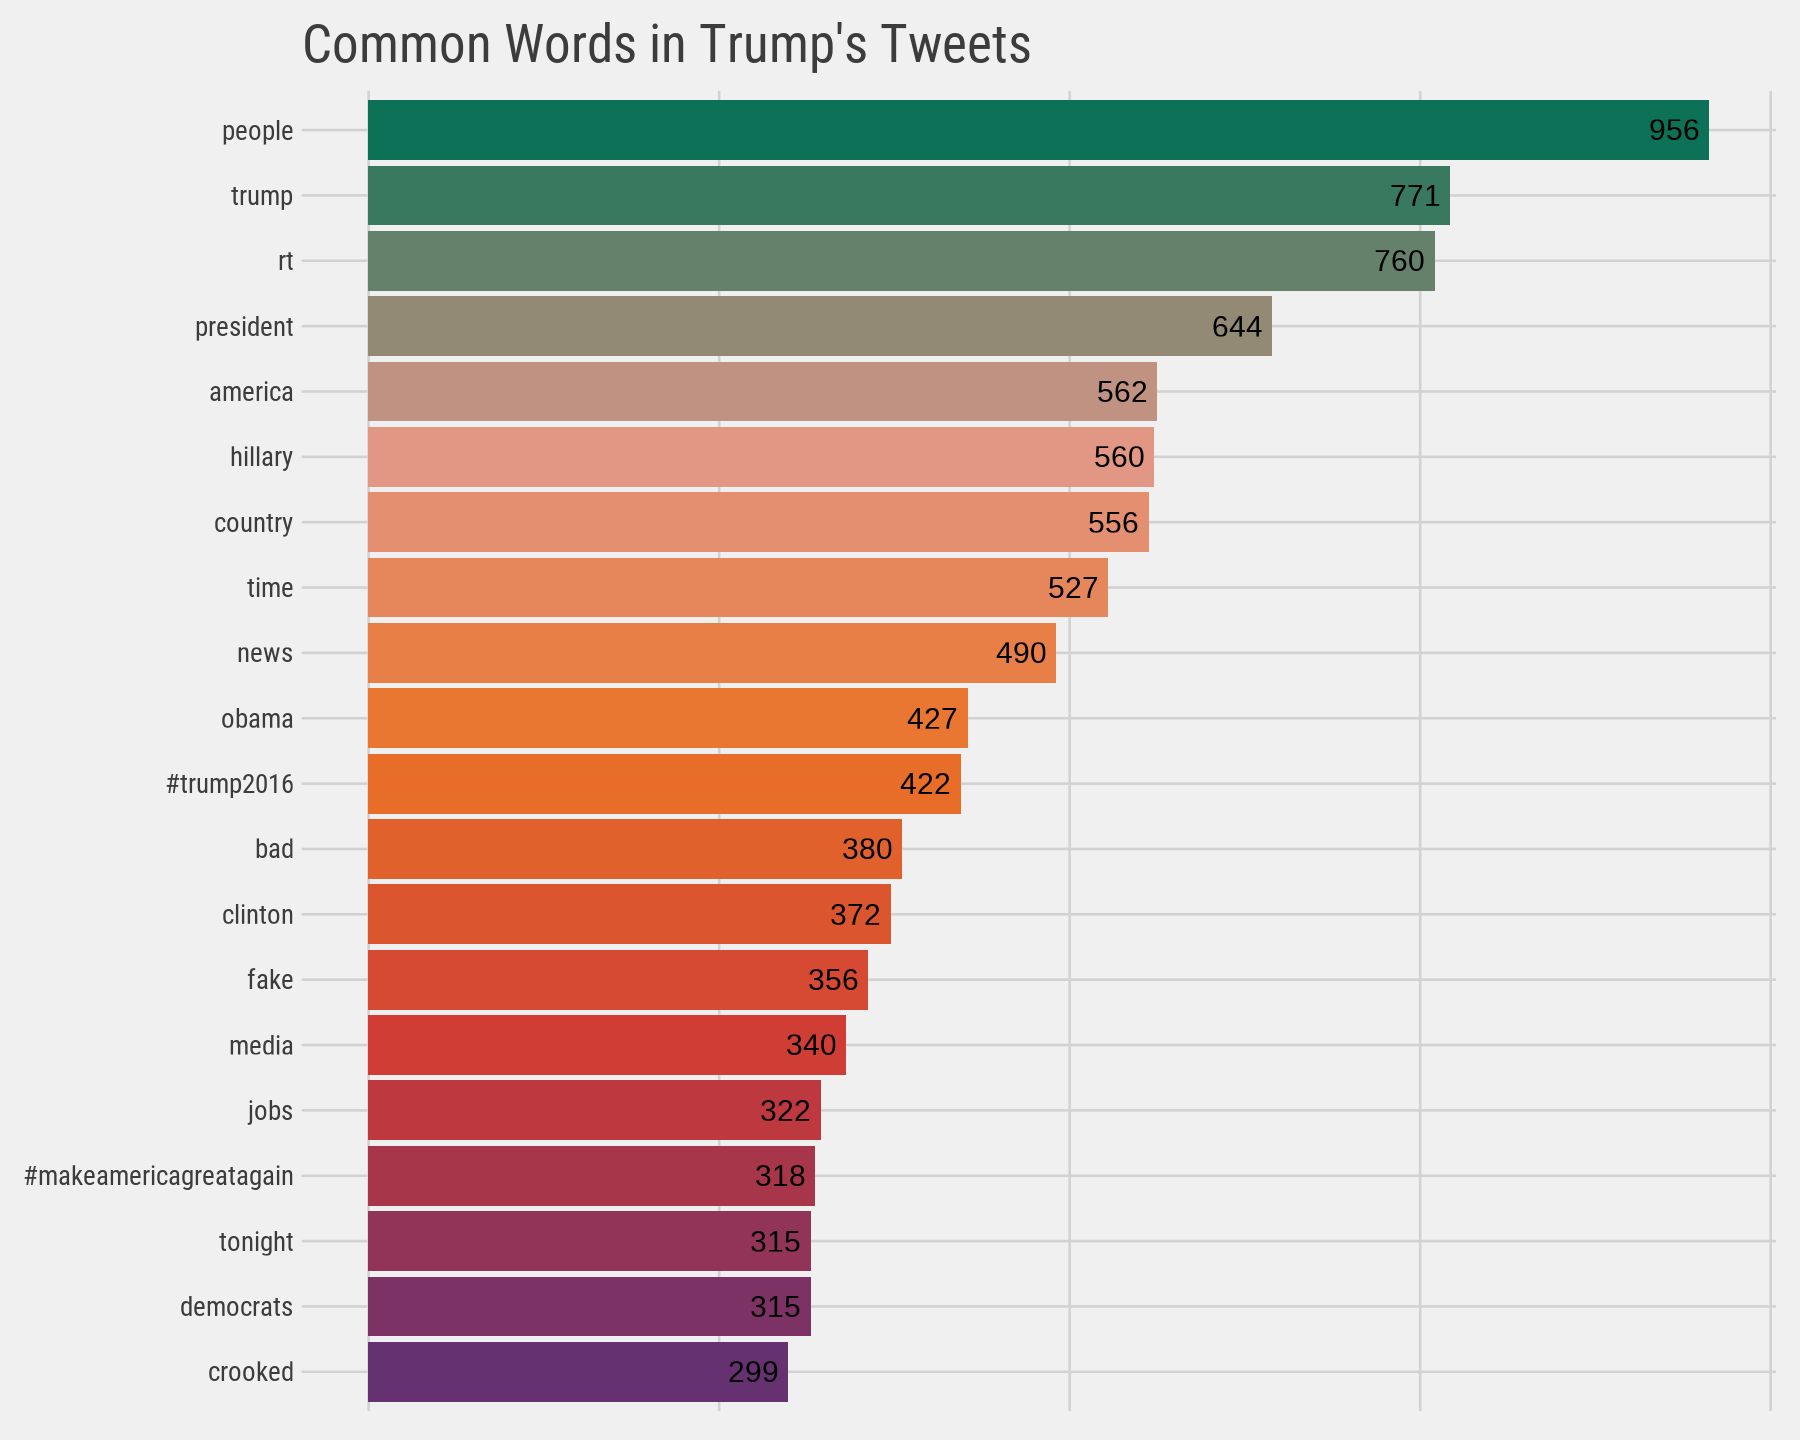 Common Words in Trump's Tweets
people 956
trump 771
rt 760
president 644
america 562
hillary 560
country 556
time 527
news 490
obama 427
#trump2016 422
bad 380
clinton 372
fake 356
media 340
jobs 322
#makeamericagreatagain 318
tonight 315
democrats 315
crooked 299